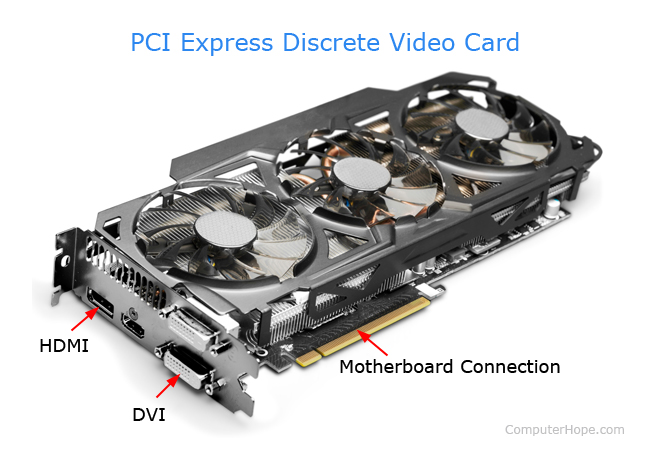 PCI Express Discrete Video Card
HDMI
Motherboard Connection
DVI
ComputerHope.com